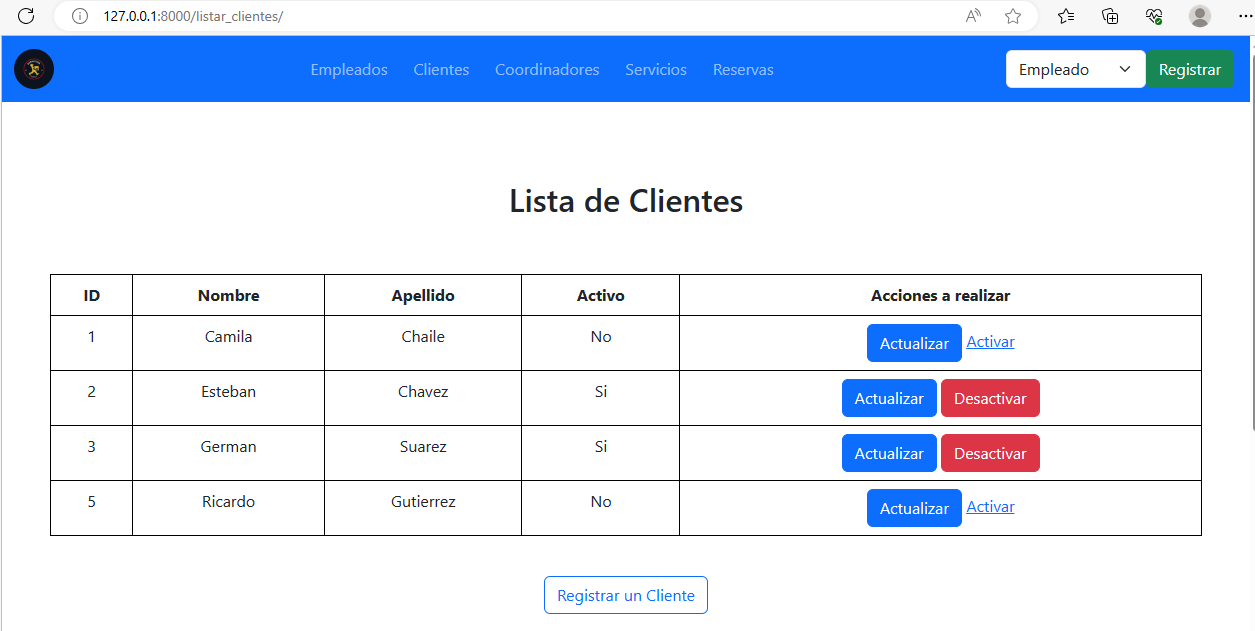 127.0.0.1:8000/listar_clientes/
Empleados Clientes Coordinadores Servicios Reservas Empleado Registrar
Lista de Clientes
ID Nombre Apellido Activo Acciones a realizar
1 Camila Chaile No Actualizar Activar
2 Esteban Chavez Si Actualizar Desactivar
3 German Suarez Si Actualizar Desactivar
5 Ricardo Gutierrez No Actualizar Activar
Registrar un Cliente